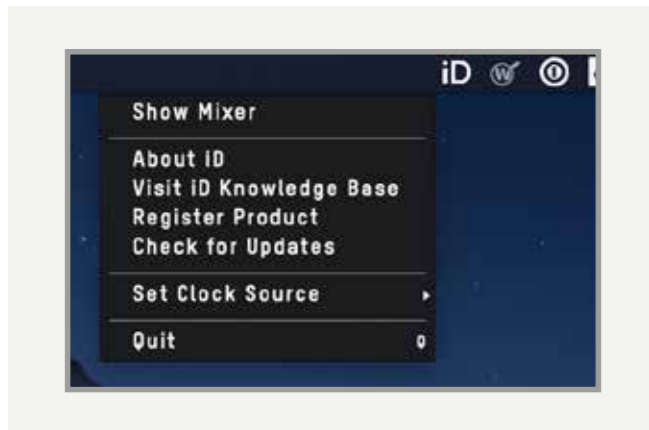 iD
Show Mixer
About iD
Visit iD Knowledge Base
Register Product
Check for Updates
Set Clock Source
Quit